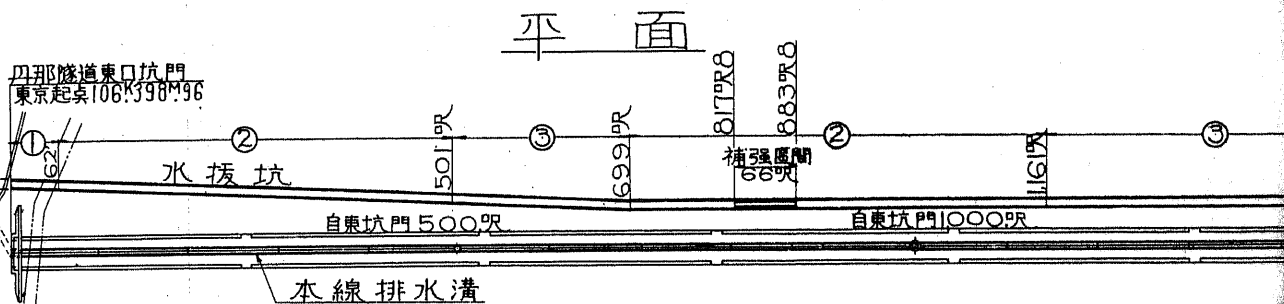 平面
丹那隧道東口坑門
東京起点106K398M96
① ② ③ ② ③
62
501呎
699呎
817呎8
883呎8
1,161呎
水抜坑
補强區間
66呎
自東坑門500呎
自東坑門1,000呎
本線排水溝